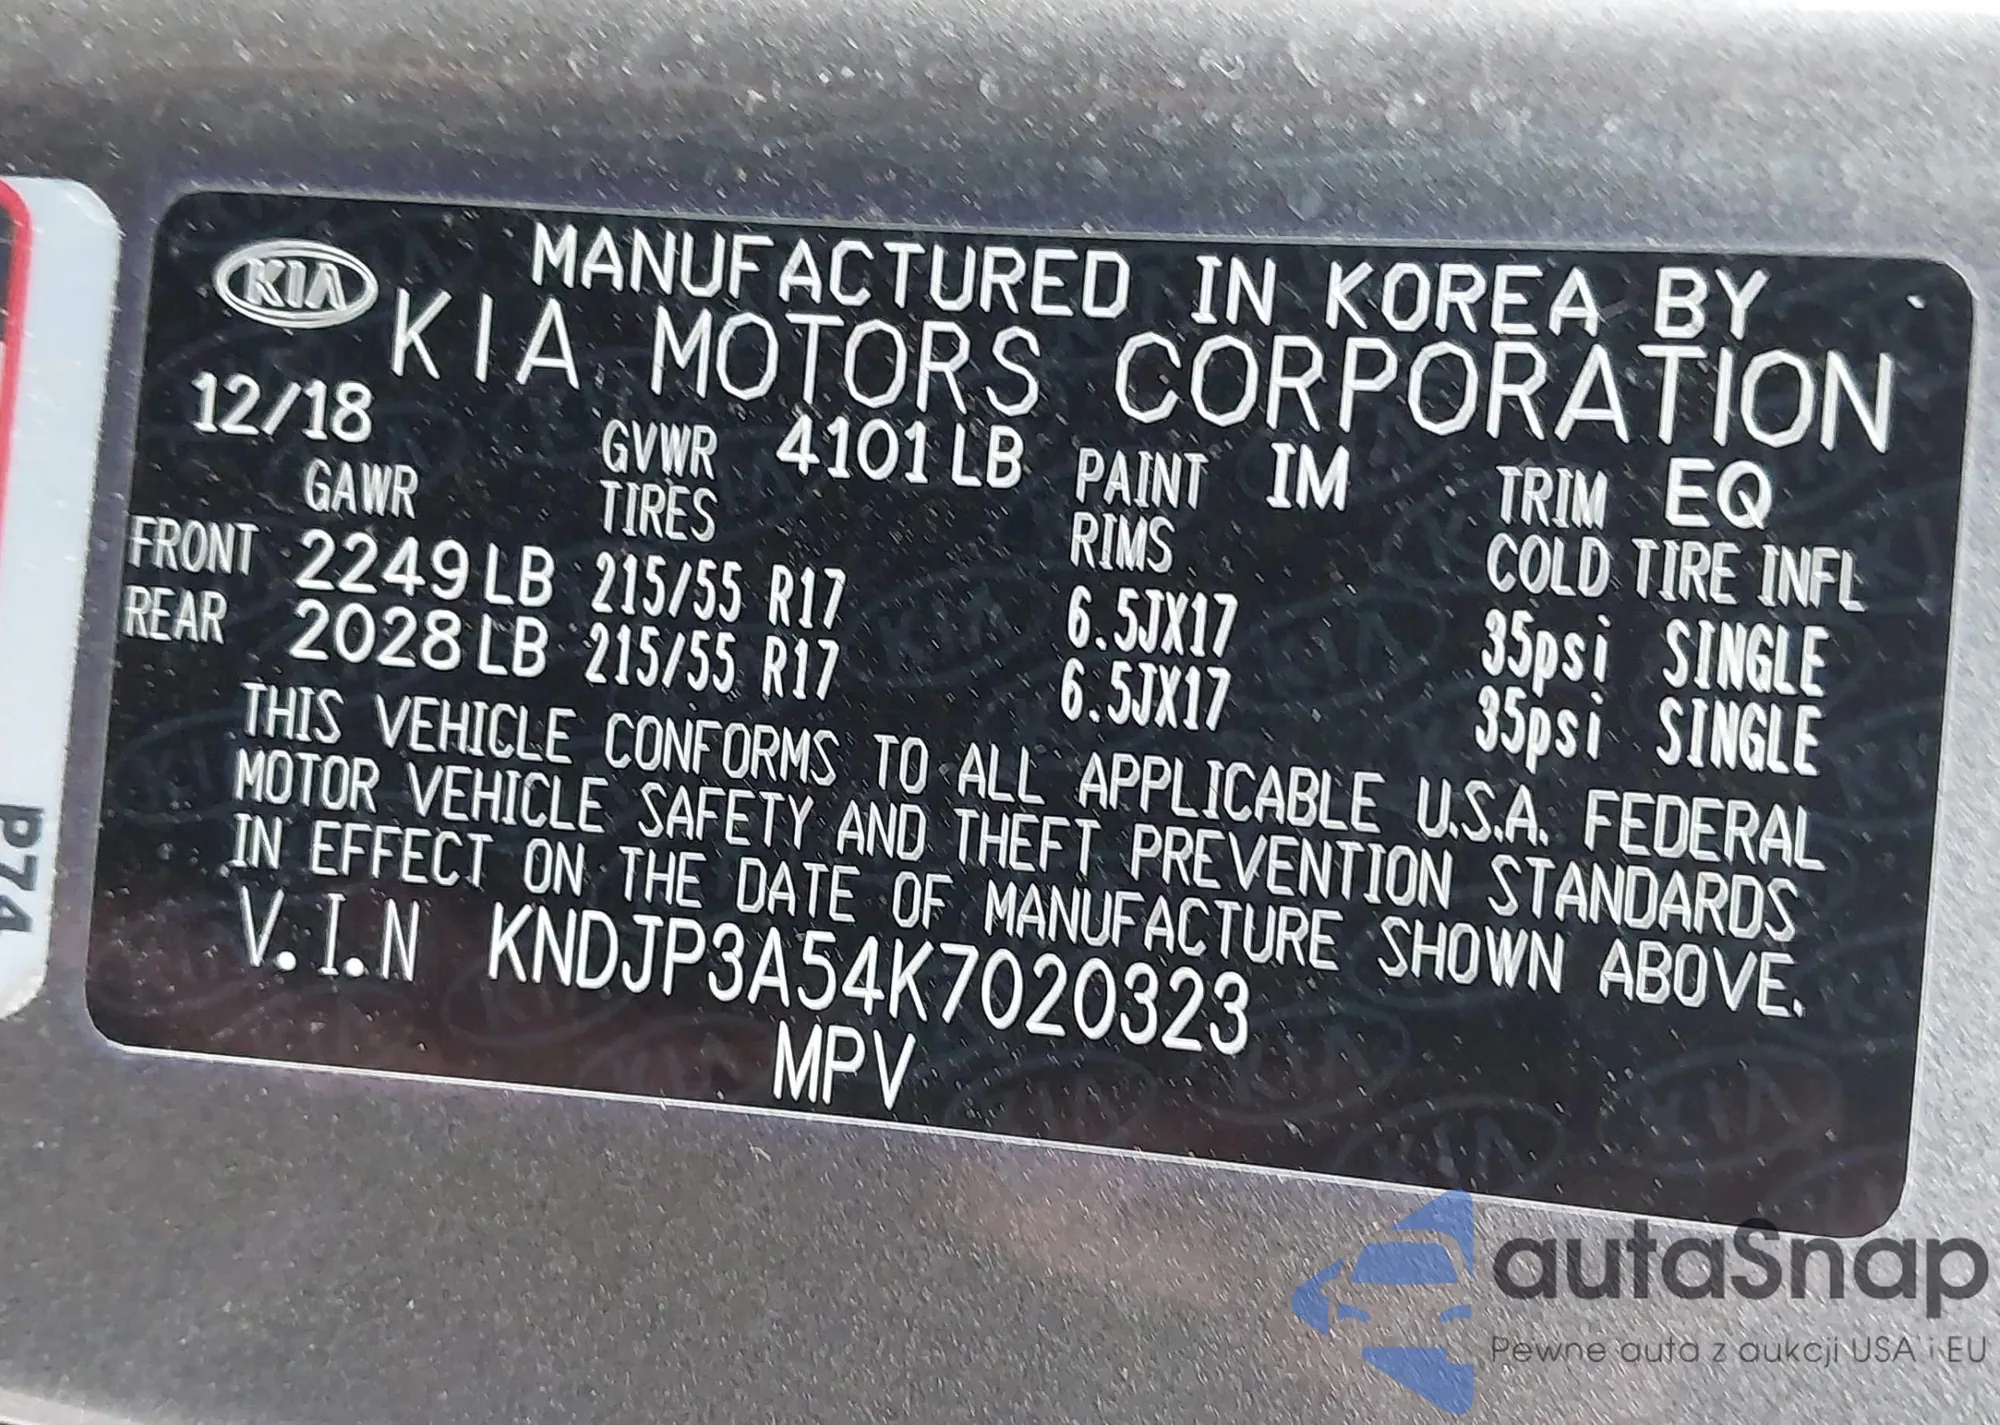 KIA
MANUFACTURED IN KOREA BY
KIA MOTORS CORPORATION
12/18 GVWR 4101 LB PAINT IM TRIM EQ
GAWR TIRES RIMS COLD TIRE INFL
FRONT 2249 LB 215/55 R17 6.5JX17 35psi SINGLE
REAR 2028 LB 215/55 R17 6.5JX17 35psi SINGLE
THIS VEHICLE CONFORMS TO ALL APPLICABLE U.S.A. FEDERAL
MOTOR VEHICLE SAFETY AND THEFT PREVENTION STANDARDS
IN EFFECT ON THE DATE OF MANUFACTURE SHOWN ABOVE.
V.I.N KNDJP3A54K7020323
MPV
P74
autaSnap
Pewne auta z aukcji USA i EU